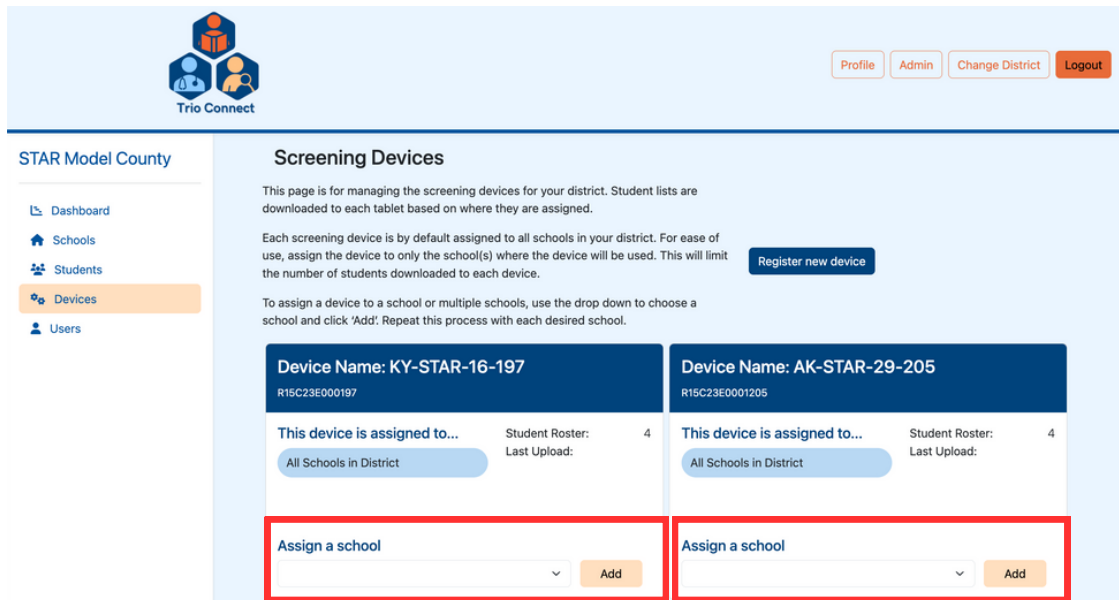 Trio Connect
Profile
Admin
Change District
Logout
STAR Model County
Dashboard
Schools
Students
Devices
Users
Screening Devices
This page is for managing the screening devices for your district. Student lists are
downloaded to each tablet based on where they are assigned.
Each screening device is by default assigned to all schools in your district. For ease of
use, assign the device to only the school(s) where the device will be used. This will limit
the number of students downloaded to each device.
To assign a device to a school or multiple schools, use the drop down to choose a
school and click ‘Add’. Repeat this process with each desired school.
Register new device
Device Name: KY-STAR-16-197
R15C23E000197
This device is assigned to...
All Schools in District
Student Roster: 4
Last Upload:
Assign a school
Add
Device Name: AK-STAR-29-205
R15C23E0001205
This device is assigned to...
All Schools in District
Student Roster: 4
Last Upload:
Assign a school
Add